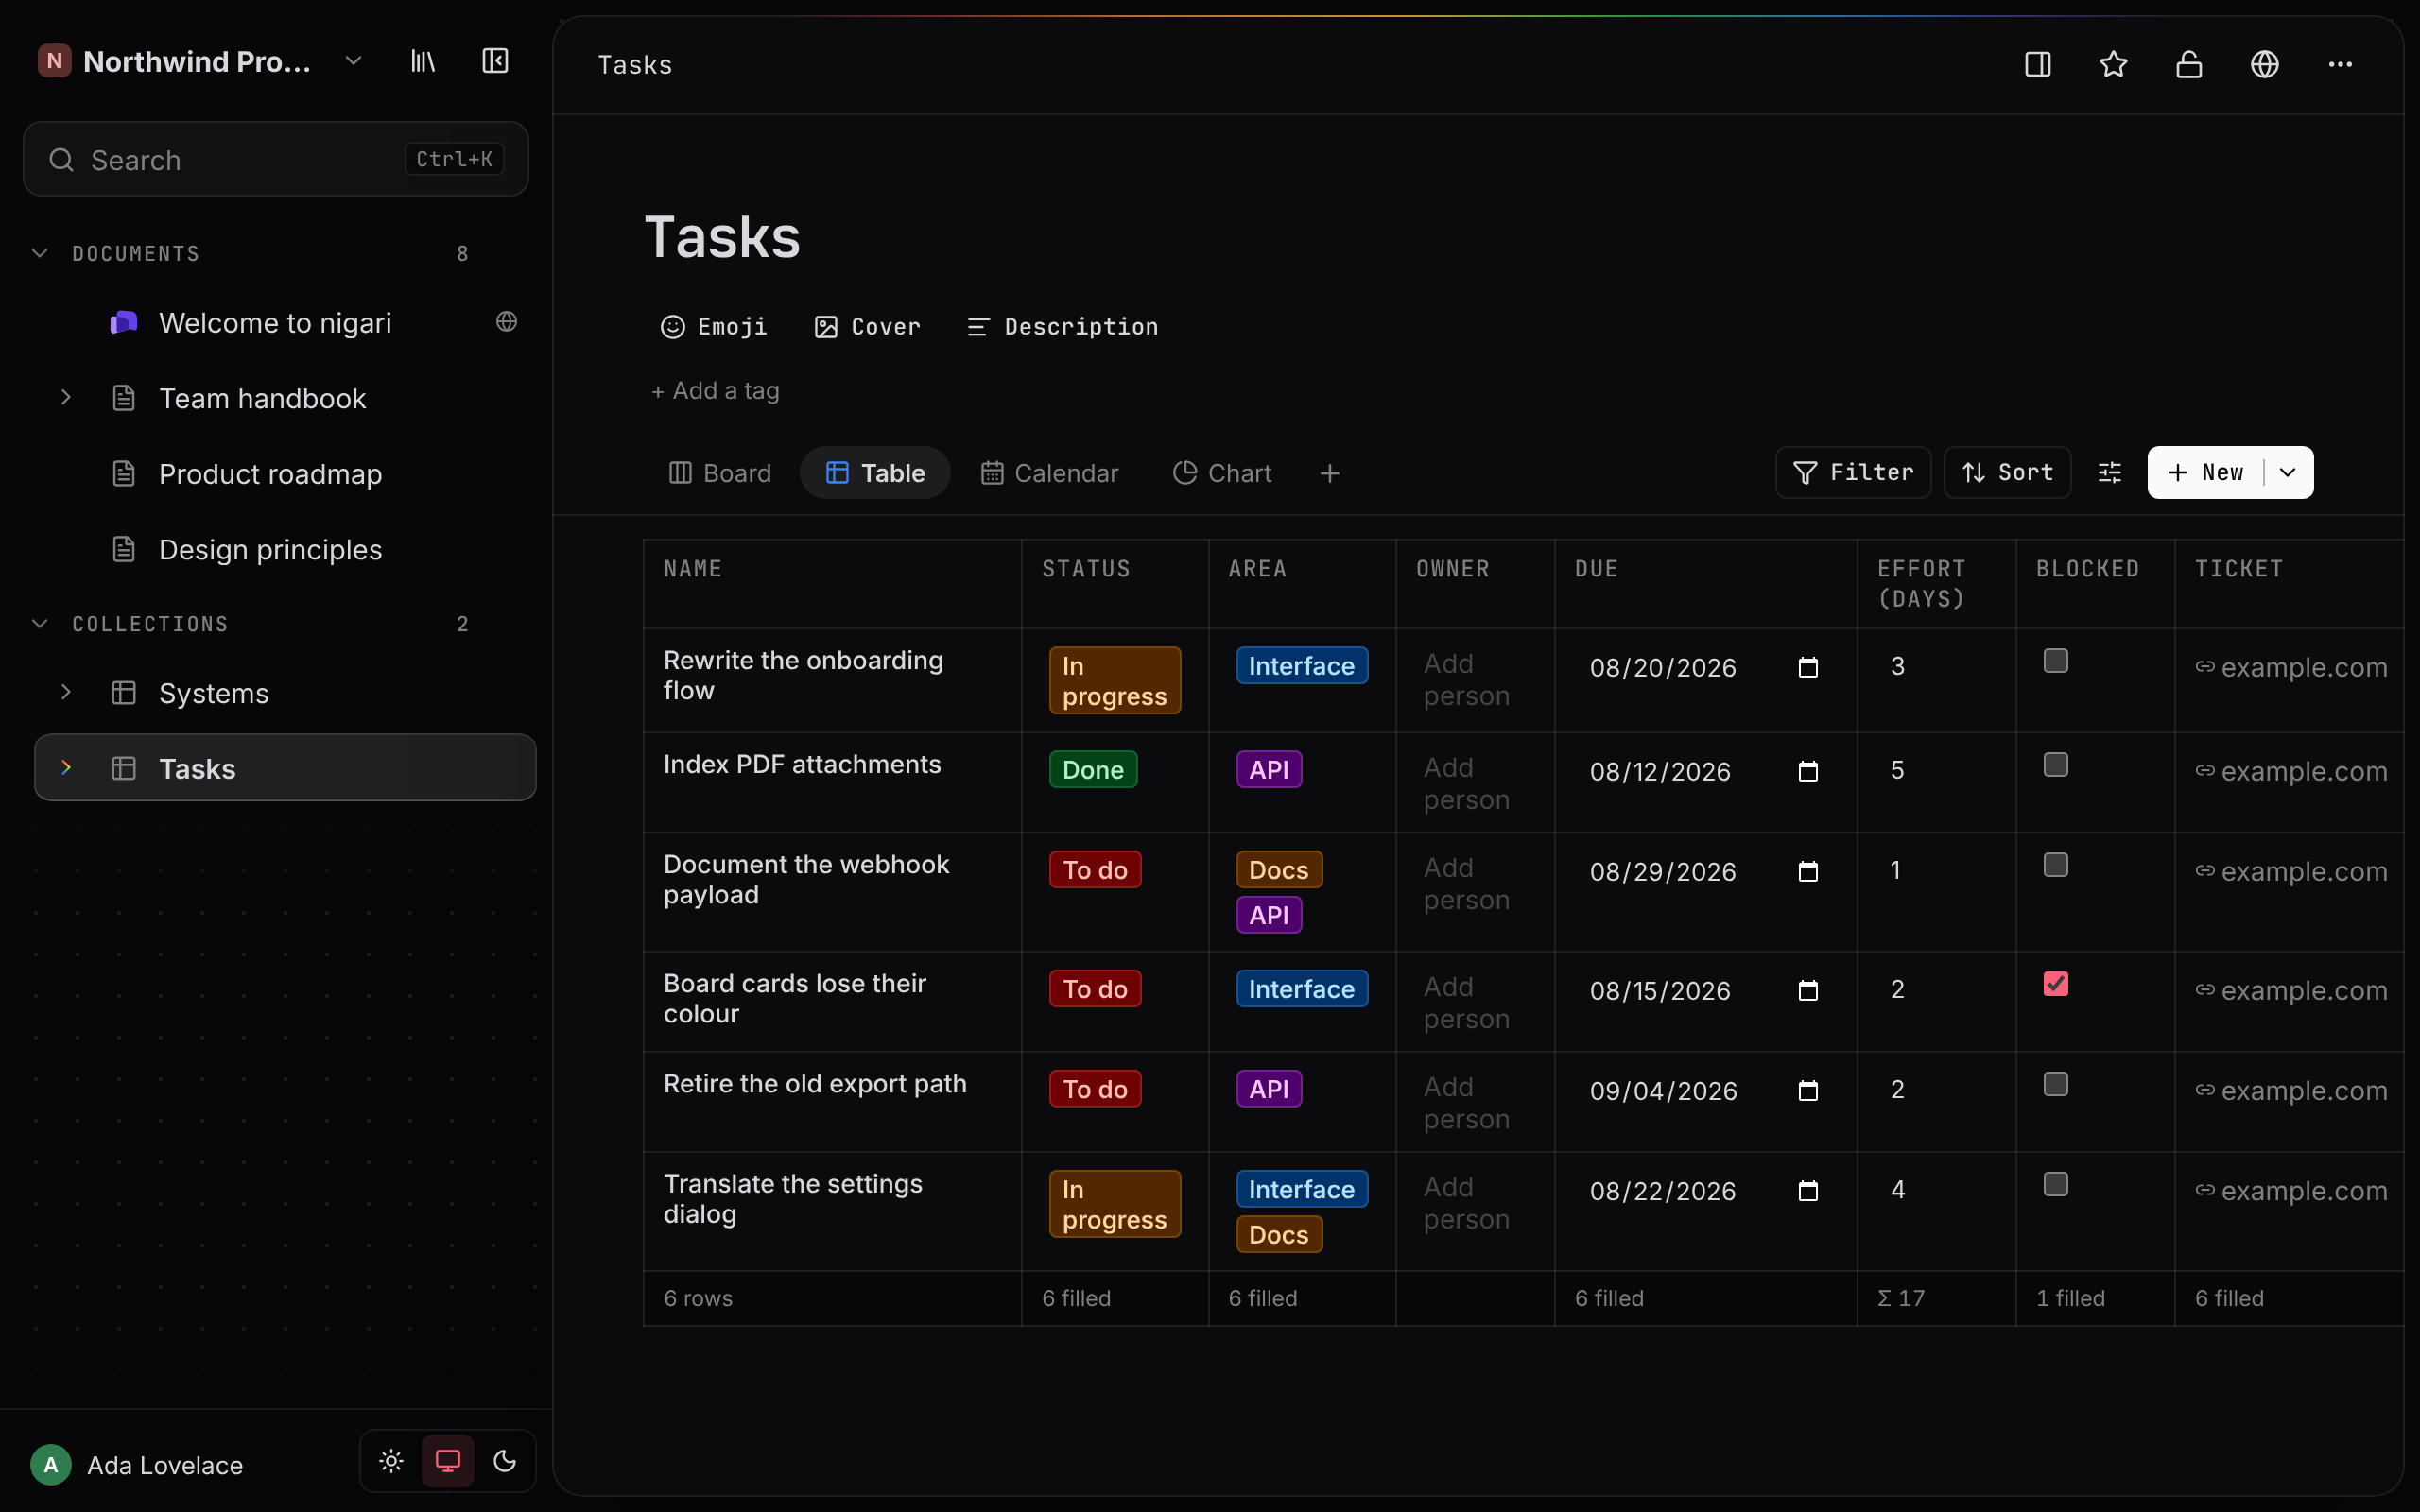 N Northwind Pro...
Search Ctrl+K
DOCUMENTS 8
Welcome to nigari
Team handbook
Product roadmap
Design principles
COLLECTIONS 2
Systems
Tasks
A Ada Lovelace
Tasks
Tasks
Emoji Cover Description
+ Add a tag
Board Table Calendar Chart +
Filter Sort + New
NAME STATUS AREA OWNER DUE EFFORT (DAYS) BLOCKED TICKET
Rewrite the onboarding flow In progress Interface Add person 08/20/2026 3 example.com
Index PDF attachments Done API Add person 08/12/2026 5 example.com
Document the webhook payload To do Docs API Add person 08/29/2026 1 example.com
Board cards lose their colour To do Interface Add person 08/15/2026 2 example.com
Retire the old export path To do API Add person 09/04/2026 2 example.com
Translate the settings dialog In progress Interface Docs Add person 08/22/2026 4 example.com
6 rows 6 filled 6 filled 6 filled Σ 17 1 filled 6 filled